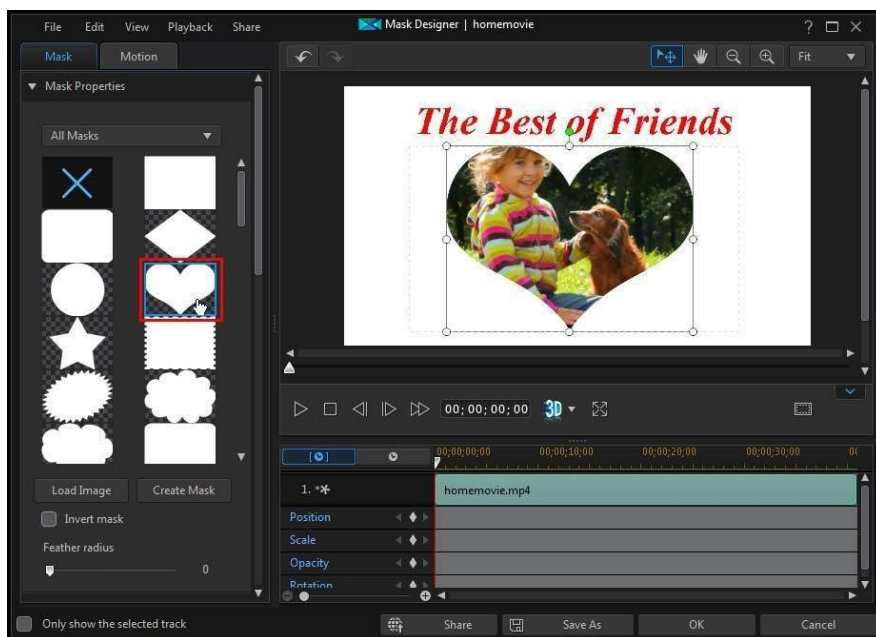 File Edit View Playback Share
Mask Designer | homemovie
?
Mask Motion
Fit
Mask Properties
All Masks
The Best of Friends
00;00;00;00
3D
00;00;00;00 00;00;10;00 00;00;20;00 00;00;30;00 00
1.
homemovie.mp4
Load Image Create Mask
Position
Invert mask
Scale
Feather radius
Opacity
0
Rotation
Only show the selected track
Share Save As OK Cancel